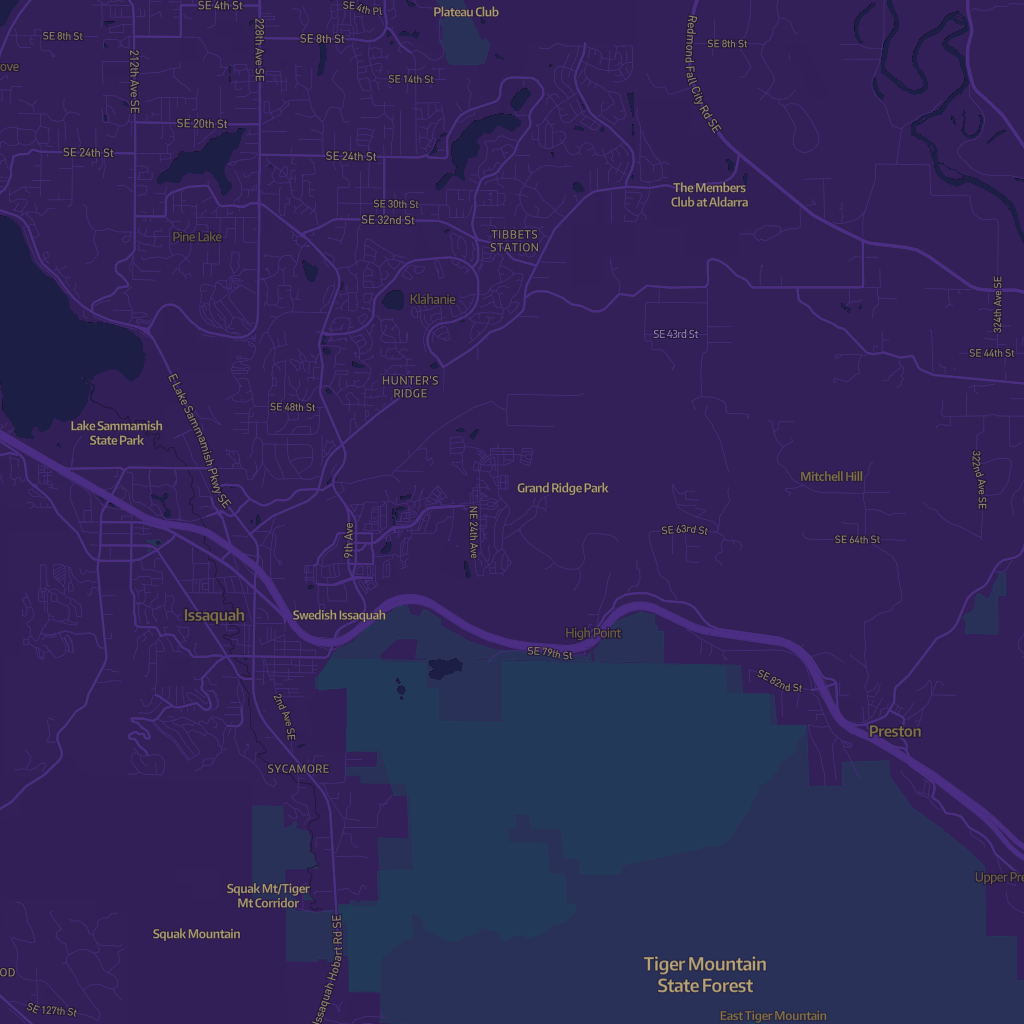 SE 4th St
SE 4th Pl
Plateau Club
SE 8th St
228th Ave SE
SE 8th St
Redmond Fall City Rd SE
SE 8th St
ove
212th Ave SE
SE 14th St
SE 20th St
SE 24th St
SE 24th St
The Members
Club at Aldarra
SE 30th St
SE 32nd St
Pine Lake
TIBBETS
STATION
Klahanie
324th Ave SE
SE 43rd St
SE 44th St
HUNTER'S
RIDGE
E Lake Sammamish Pkwy SE
SE 48th St
Lake Sammamish
State Park
322nd Ave SE
Mitchell Hill
Grand Ridge Park
NE 24th Ave
9th Ave
SE 63rd St
SE 64th St
Issaquah
Swedish Issaquah
High Point
SE 79th St
SE 82nd St
2nd Ave SE
Preston
SYCAMORE
Upper Pre
Squak Mt/Tiger
Mt Corridor
Squak Mountain
Issaquah-Hobart Rd SE
Tiger Mountain
State Forest
OD
SE 127th St
East Tiger Mountain